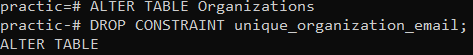 practic=# ALTER TABLE Organizations
practic-# DROP CONSTRAINT unique_organization_email;
ALTER TABLE